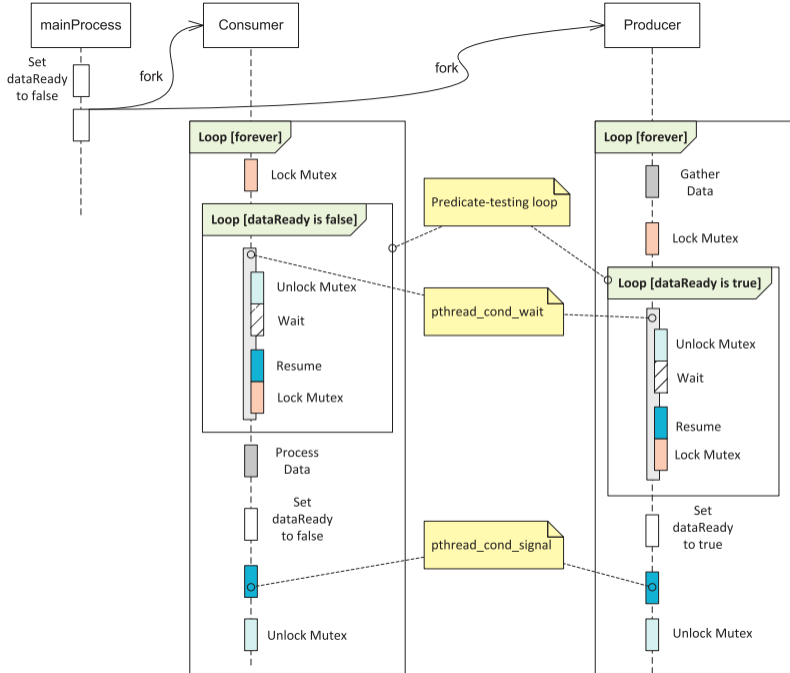 mainProcess
Consumer
Producer
Set
dataReady
to false
fork
fork
Loop [forever]
Lock Mutex
Loop [dataReady is false]
Unlock Mutex
Wait
Resume
Lock Mutex
Process
Data
Set
dataReady
to false
Unlock Mutex
Predicate-testing loop
pthread_cond_wait
pthread_cond_signal
Loop [forever]
Gather
Data
Lock Mutex
Loop [dataReady is true]
Unlock Mutex
Wait
Resume
Lock Mutex
Set
dataReady
to true
Unlock Mutex